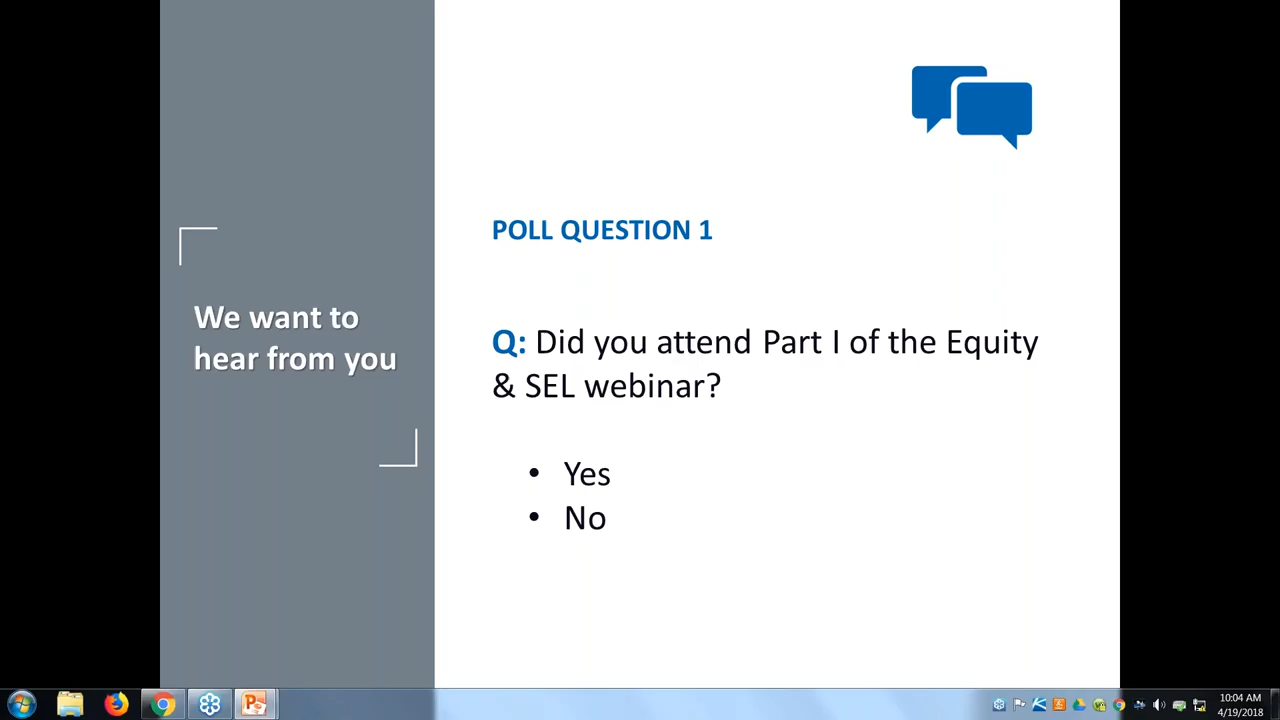 We want to
hear from you
POLL QUESTION 1
Q: Did you attend Part I of the Equity
& SEL webinar?
• Yes
• No
10:04 AM
4/19/2018